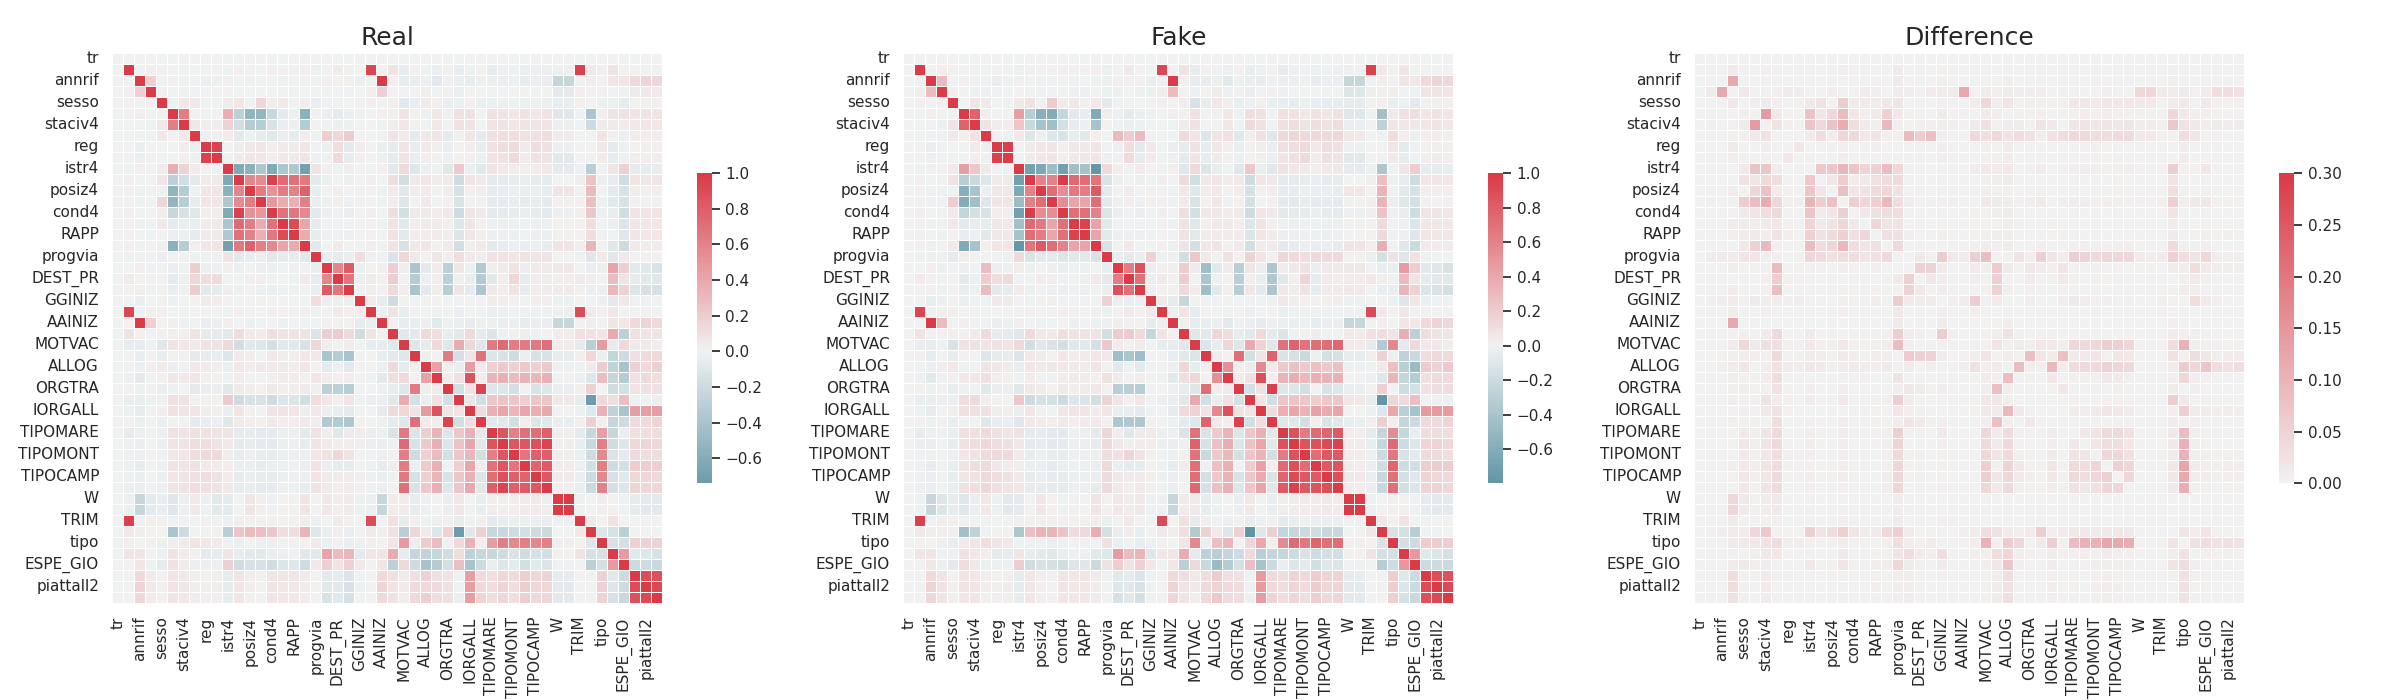 Real
tr
annrif
sesso
staciv4
reg
istr4
posiz4
cond4
RAPP
progvia
DEST_PR
GGINIZ
AAINIZ
MOTVAC
ALLOG
ORGTRA
IORGALL
TIPOMARE
TIPOMONT
TIPOCAMP
W
TRIM
tipo
ESPE_GIO
piattall2
tr
annrif
sesso
staciv4
reg
istr4
posiz4
cond4
RAPP
progvia
DEST_PR
GGINIZ
AAINIZ
MOTVAC
ALLOG
ORGTRA
IORGALL
TIPOMARE
TIPOMONT
TIPOCAMP
W
TRIM
tipo
ESPE_GIO
piattall2
1.0
0.8
0.6
0.4
0.2
0.0
−0.2
−0.4
−0.6
Fake
tr
annrif
sesso
staciv4
reg
istr4
posiz4
cond4
RAPP
progvia
DEST_PR
GGINIZ
AAINIZ
MOTVAC
ALLOG
ORGTRA
IORGALL
TIPOMARE
TIPOMONT
TIPOCAMP
W
TRIM
tipo
ESPE_GIO
piattall2
tr
annrif
sesso
staciv4
reg
istr4
posiz4
cond4
RAPP
progvia
DEST_PR
GGINIZ
AAINIZ
MOTVAC
ALLOG
ORGTRA
IORGALL
TIPOMARE
TIPOMONT
TIPOCAMP
W
TRIM
tipo
ESPE_GIO
piattall2
1.0
0.8
0.6
0.4
0.2
0.0
−0.2
−0.4
−0.6
Difference
tr
annrif
sesso
staciv4
reg
istr4
posiz4
cond4
RAPP
progvia
DEST_PR
GGINIZ
AAINIZ
MOTVAC
ALLOG
ORGTRA
IORGALL
TIPOMARE
TIPOMONT
TIPOCAMP
W
TRIM
tipo
ESPE_GIO
piattall2
tr
annrif
sesso
staciv4
reg
istr4
posiz4
cond4
RAPP
progvia
DEST_PR
GGINIZ
AAINIZ
MOTVAC
ALLOG
ORGTRA
IORGALL
TIPOMARE
TIPOMONT
TIPOCAMP
W
TRIM
tipo
ESPE_GIO
piattall2
0.30
0.25
0.20
0.15
0.10
0.05
0.00